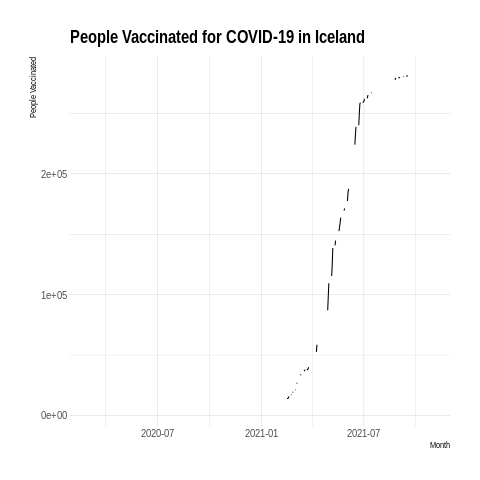 People Vaccinated for COVID-19 in Iceland
People Vaccinated
2e+05
1e+05
0e+00
2020-07 2021-01 2021-07
Month